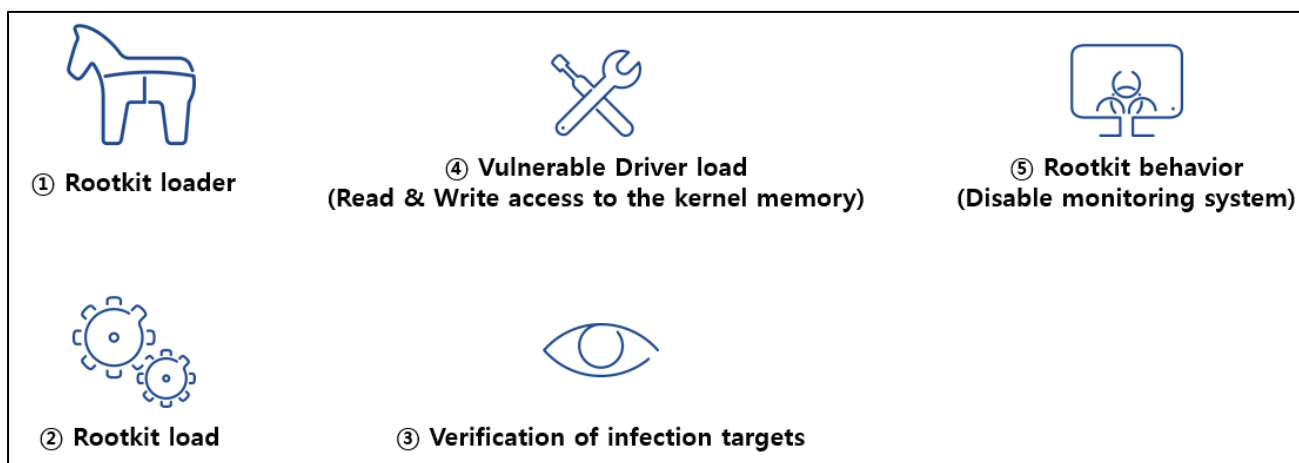 ① Rootkit loader
④ Vulnerable Driver load
(Read & Write access to the kernel memory)
⑤ Rootkit behavior
(Disable monitoring system)
② Rootkit load
③ Verification of infection targets